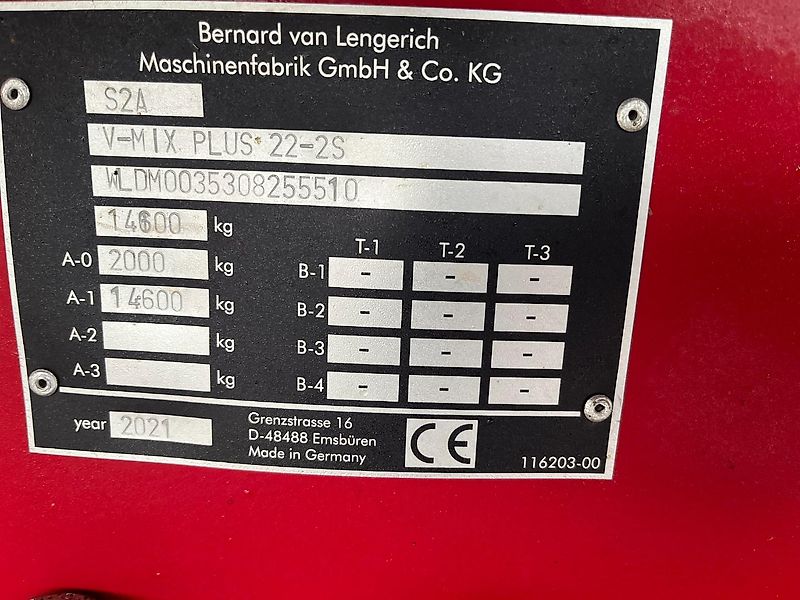 Bernard van Lengerich
Maschinenfabrik GmbH & Co. KG
S2A
V-MIX PLUS 22-2S
WLDM0035308255510
14600 kg
A-0 2000 kg
A-1 14600 kg
A-2 kg
A-3 kg
T-1 T-2 T-3
B-1 - - -
B-2 - - -
B-3 - - -
B-4 - - -
year 2021
Grenzstrasse 16
D-48488 Emsbüren
Made in Germany
CE
116203-00